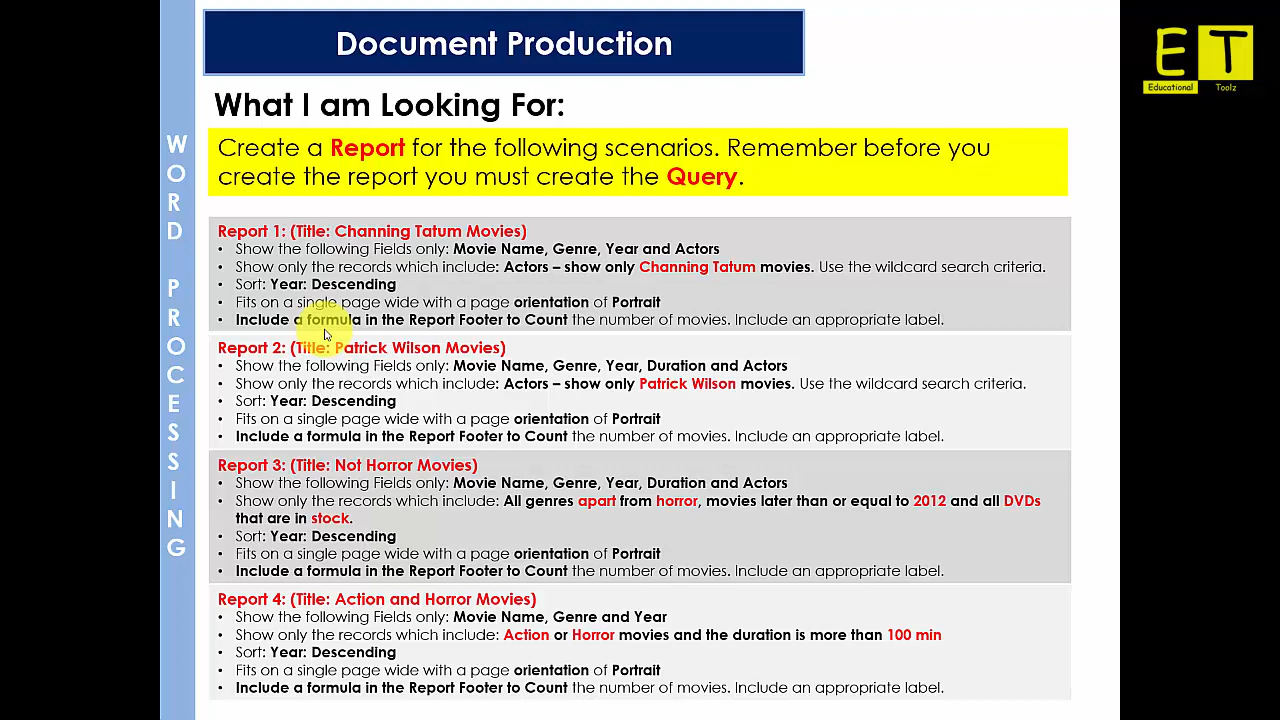 Document Production
E T
Educational Toolz
What I am Looking For:
Create a Report for the following scenarios. Remember before you
create the report you must create the Query.
WORD PROCESSING
Report 1: (Title: Channing Tatum Movies)
• Show the following Fields only: Movie Name, Genre, Year and Actors
• Show only the records which include: Actors – show only Channing Tatum movies. Use the wildcard search criteria.
• Sort: Year: Descending
• Fits on a single page wide with a page orientation of Portrait
• Include a formula in the Report Footer to Count the number of movies. Include an appropriate label.
Report 2: (Title: Patrick Wilson Movies)
• Show the following Fields only: Movie Name, Genre, Year, Duration and Actors
• Show only the records which include: Actors – show only Patrick Wilson movies. Use the wildcard search criteria.
• Sort: Year: Descending
• Fits on a single page wide with a page orientation of Portrait
• Include a formula in the Report Footer to Count the number of movies. Include an appropriate label.
Report 3: (Title: Not Horror Movies)
• Show the following Fields only: Movie Name, Genre, Year, Duration and Actors
• Show only the records which include: All genres apart from horror, movies later than or equal to 2012 and all DVDs
that are in stock.
• Sort: Year: Descending
• Fits on a single page wide with a page orientation of Portrait
• Include a formula in the Report Footer to Count the number of movies. Include an appropriate label.
Report 4: (Title: Action and Horror Movies)
• Show the following Fields only: Movie Name, Genre and Year
• Show only the records which include: Action or Horror movies and the duration is more than 100 min
• Sort: Year: Descending
• Fits on a single page wide with a page orientation of Portrait
• Include a formula in the Report Footer to Count the number of movies. Include an appropriate label.